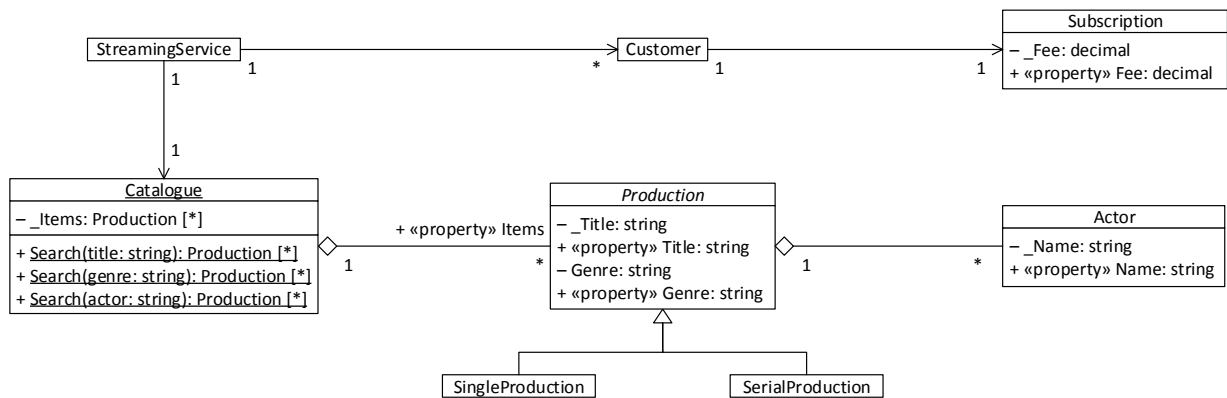 Subscription
– _Fee: decimal
+ «property» Fee: decimal
StreamingService
Customer
1
*
1
1
1
1
Catalogue
– _Items: Production [*]
+ Search(title: string): Production [*]
+ Search(genre: string): Production [*]
+ Search(actor: string): Production [*]
+ «property» Items
1
*
Production
– _Title: string
+ «property» Title: string
– Genre: string
+ «property» Genre: string
1
*
Actor
– _Name: string
+ «property» Name: string
SingleProduction
SerialProduction